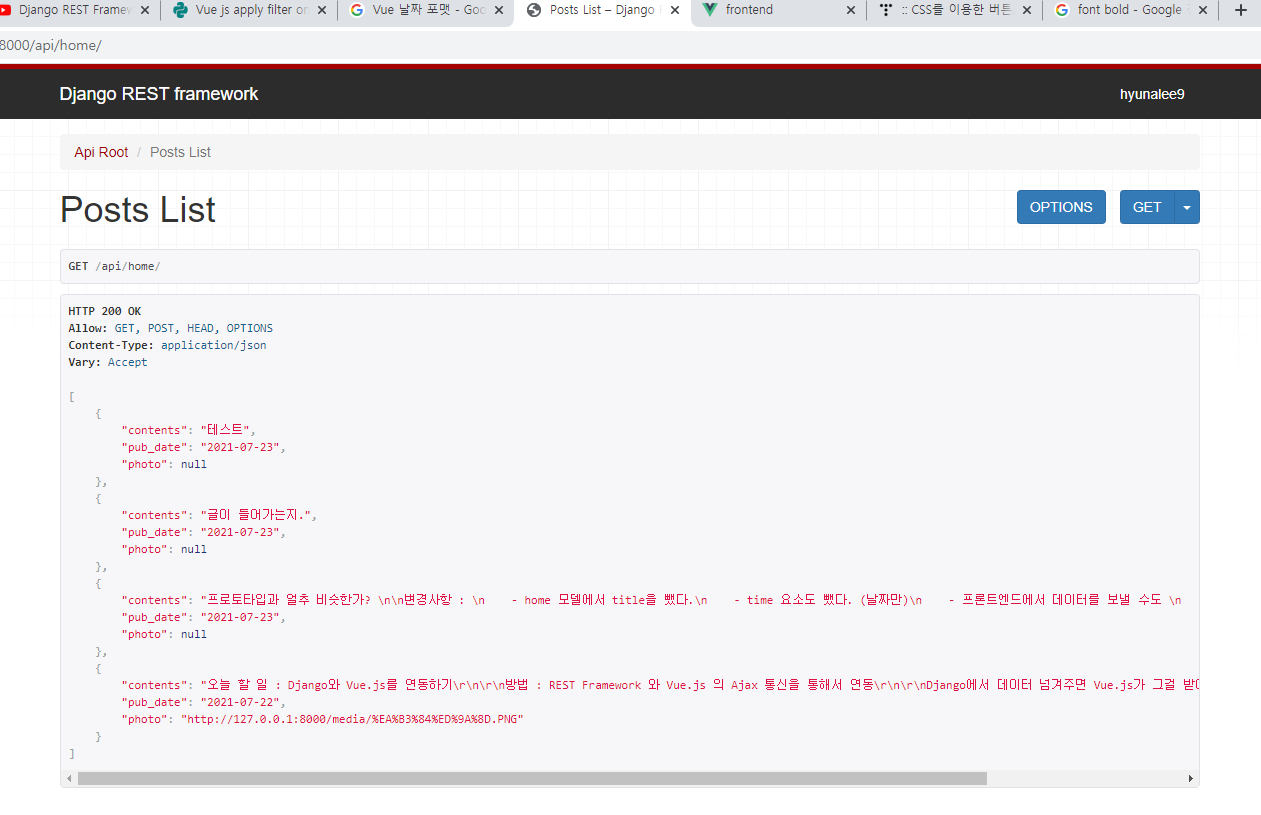 Django REST Framew
Vue js apply filter on
Vue 날짜 포맷 - Goo
Posts List – Django
frontend
:: CSS를 이용한 버튼
font bold - Google
8000/api/home/
Django REST framework
hyunalee9
Api Root / Posts List
Posts List
OPTIONS
GET
GET /api/home/
HTTP 200 OK
Allow: GET, POST, HEAD, OPTIONS
Content-Type: application/json
Vary: Accept
[
{
"contents": "테스트",
"pub_date": "2021-07-23",
"photo": null
},
{
"contents": "글이 들어가는지.",
"pub_date": "2021-07-23",
"photo": null
},
{
"contents": "프로토타입과 얼추 비슷한가? \n\n변경사항 : \n    - home 모델에서 title을 뺐다.\n    - time 요소도 뺐다. (날짜만)\n    - 프론트엔드에서 데이터를 보낼 수도 \n
"pub_date": "2021-07-23",
"photo": null
},
{
"contents": "오늘 할 일 : Django와 Vue.js를 연동하기\r\n\r\n방법 : REST Framework 와 Vue.js 의 Ajax 통신을 통해서 연동\r\n\r\nDjango에서 데이터 넘겨주면 Vue.js가 그걸 받아
"pub_date": "2021-07-22",
"photo": "http://127.0.0.1:8000/media/%EA%B3%84%ED%9A%8D.PNG"
}
]